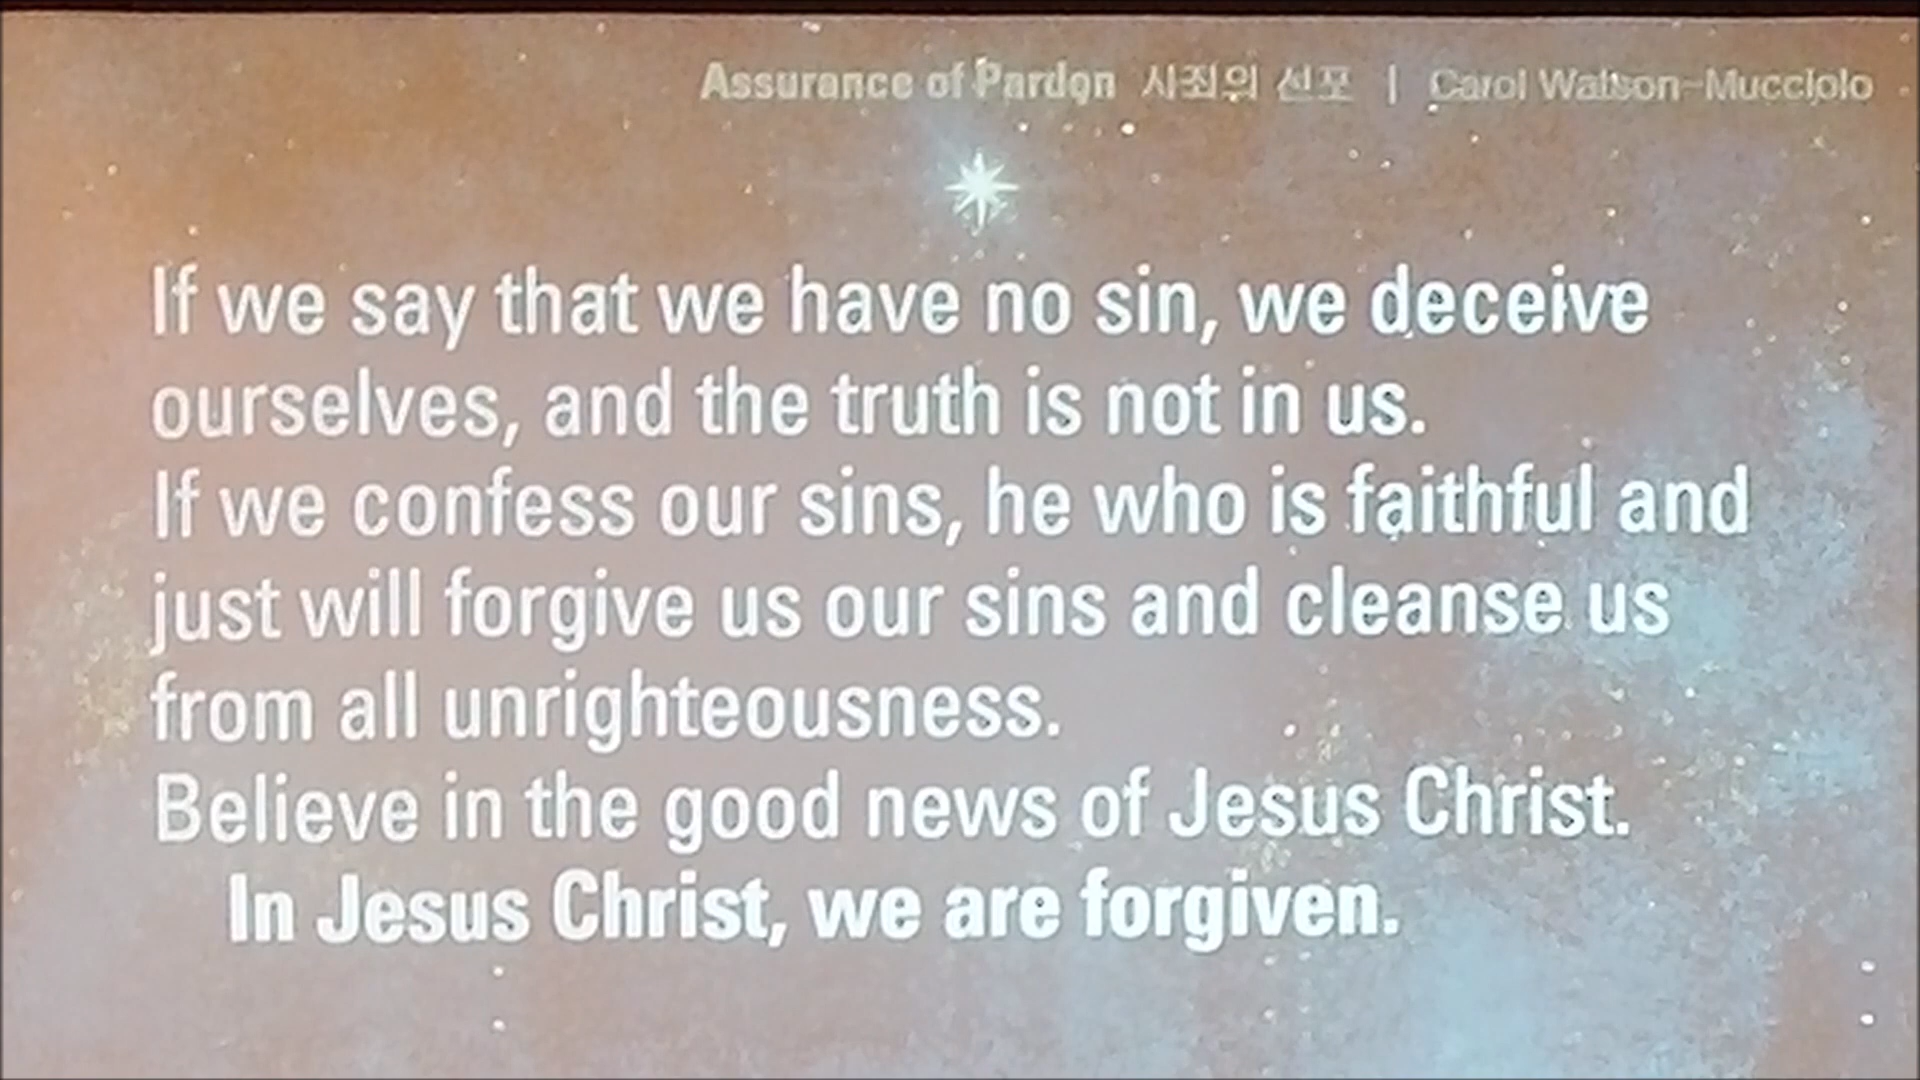 Assurance of Pardon 사죄의 선포 | Carol Watson-Mucciolo
If we say that we have no sin, we deceive
ourselves, and the truth is not in us.
If we confess our sins, he who is faithful and
just will forgive us our sins and cleanse us
from all unrighteousness.
Believe in the good news of Jesus Christ.
In Jesus Christ, we are forgiven.